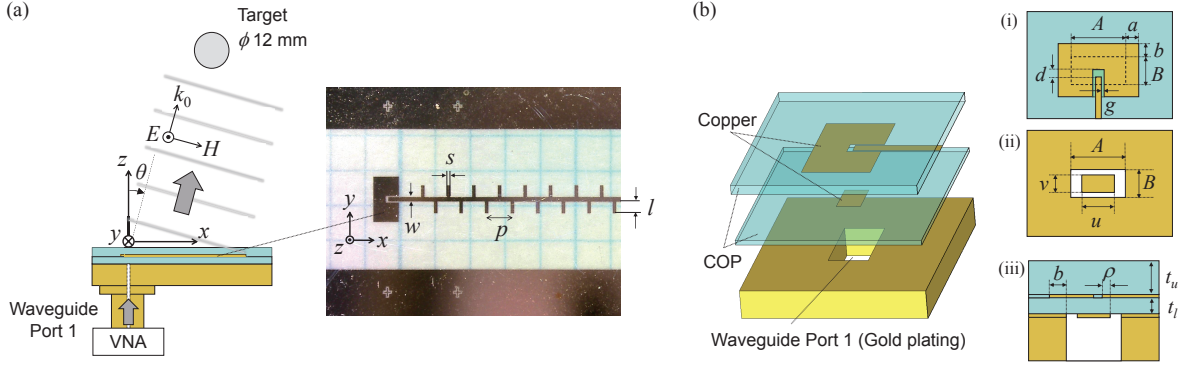 (a)
Target
ϕ 12 mm
k0
E
H
z
θ
y
x
Waveguide
Port 1
VNA
s
y
w
l
z
x
p
(b)
Copper
COP
Waveguide Port 1 (Gold plating)
(i)
A
a
b
d
B
g
(ii)
A
v
B
u
(iii)
b
ρ
tu
tl